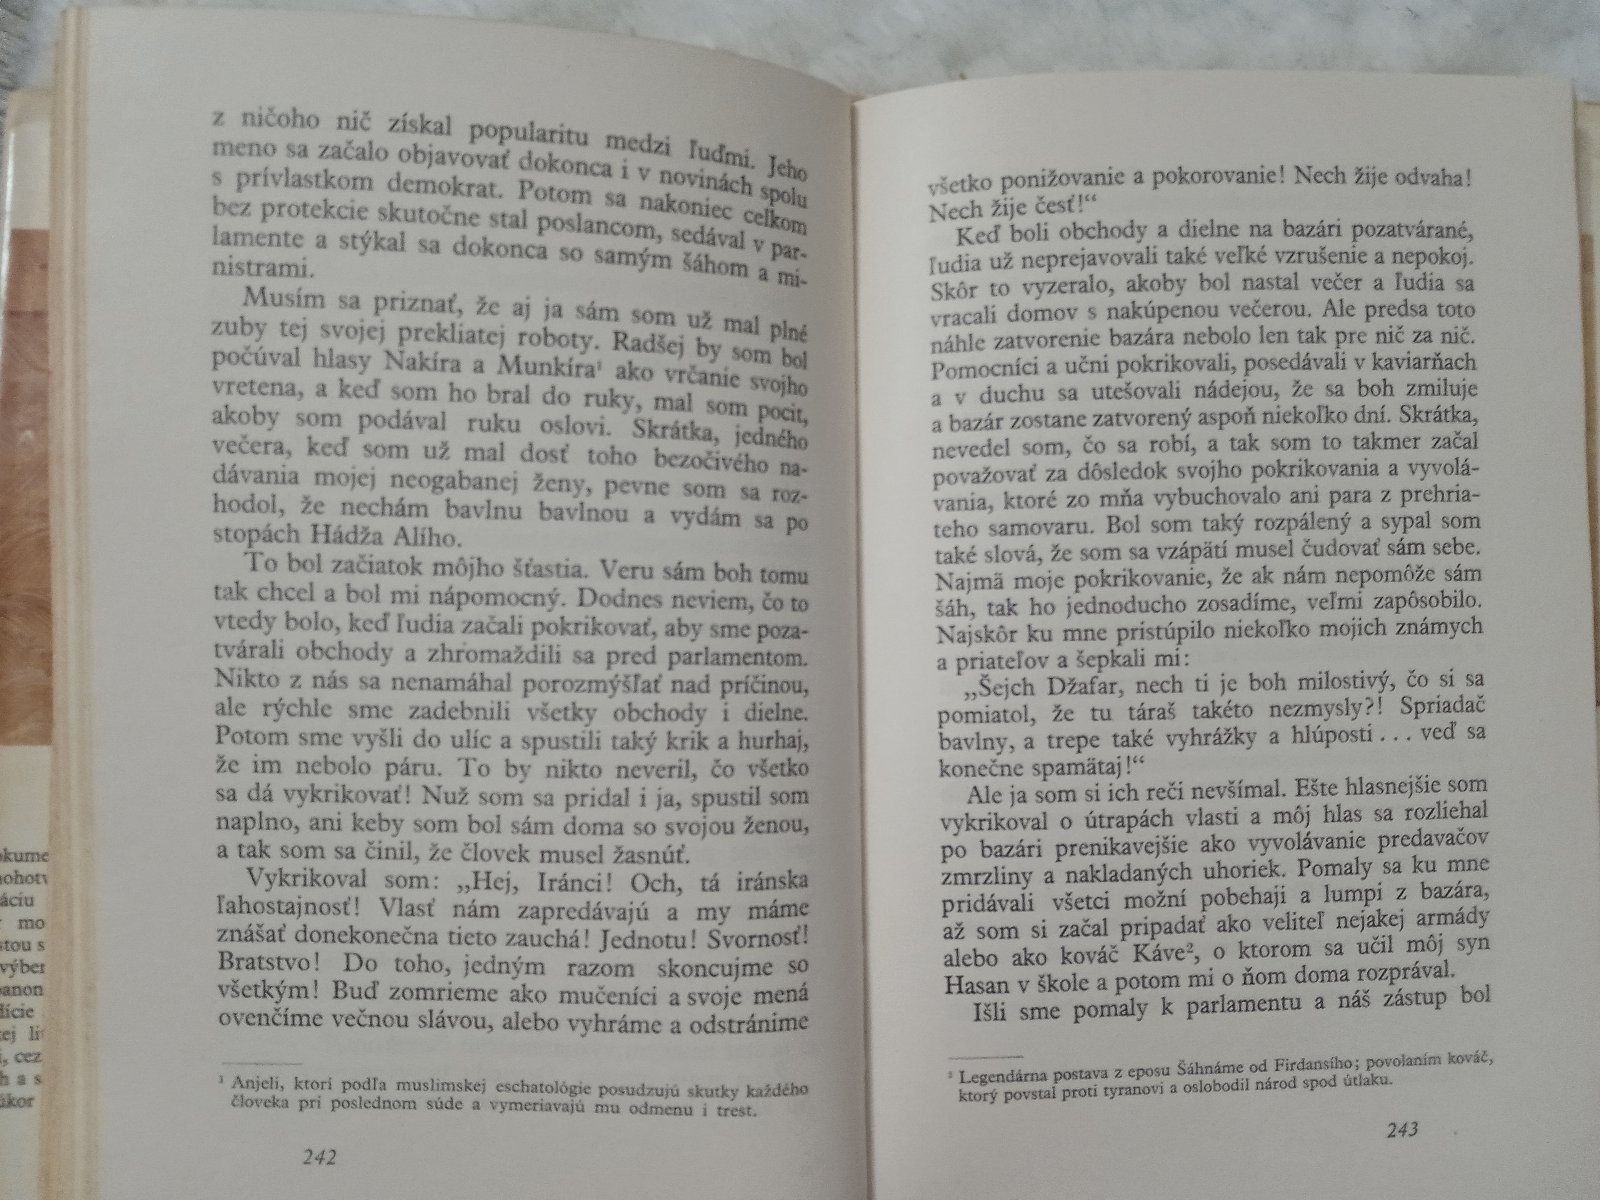 z ničoho nič získal popularitu medzi ľuďmi. Jeho
meno sa začalo objavovať dokonca i v novinách spolu
s prívlastkom demokrat. Potom sa nakoniec celkom
bez protekcie skutočne stal poslancom, sedával v par-
lamente a stýkal sa dokonca so samým šáhom a mi-
nistrami.
Musím sa priznať, že aj ja sám som už mal plné
zuby tej svojej prekliatej roboty. Radšej by som bol
počúval hlasy Nakíra a Munkíra¹ ako vrčanie svojho
vretena, a keď som ho bral do ruky, mal som pocit,
akoby som podával ruku oslovi. Skrátka, jedného
večera, keď som už mal dosť toho bezočivého na-
dávania mojej neogabanej ženy, pevne som sa roz-
hodol, že nechám bavlnu bavlnou a vydám sa po
stopách Hádža Alího.
To bol začiatok môjho šťastia. Veru sám boh tomu
tak chcel a bol mi nápomocný. Dodnes neviem, čo to
vtedy bolo, keď ľudia začali pokrikovať, aby sme poza-
tvárali obchody a zhromaždili sa pred parlamentom.
Nikto z nás sa nenamáhal porozmýšľať nad príčinou,
ale rýchle sme zadebnili všetky obchody i dielne.
Potom sme vyšli do ulíc a spustili taký krik a hurhaj,
že im nebolo páru. To by nikto neveril, čo všetko
sa dá vykrikovať! Nuž som sa pridal i ja, spustil som
naplno, ani keby som bol sám doma so svojou ženou,
a tak som sa činil, že človek musel žasnúť.
Vykrikoval som: „Hej, Iránci! Och, tá iránska
ľahostajnosť! Vlasť nám zapredávajú a my máme
znášať donekonečna tieto zauchá! Jednotu! Svornosť!
Bratstvo! Do toho, jedným razom skoncujme so
všetkým! Buď zomrieme ako mučeníci a svoje mená
ovenčíme večnou slávou, alebo vyhráme a odstránime
¹ Anjeli, ktorí podľa muslimskej eschatológie posudzujú skutky každého
človeka pri poslednom súde a vymeriavajú mu odmenu i trest.
242
všetko ponižovanie a pokorovanie! Nech žije odvaha!
Nech žije česť!“
Keď boli obchody a dielne na bazári pozatvárané,
ľudia už neprejavovali také veľké vzrušenie a nepokoj.
Skôr to vyzeralo, akoby bol nastal večer a ľudia sa
vracali domov s nakúpenou večerou. Ale predsa toto
náhle zatvorenie bazára nebolo len tak pre nič za nič.
Pomocníci a učni pokrikovali, posedávali v kaviarňach
a v duchu sa utešovali nádejou, že sa boh zmiluje
a bazár zostane zatvorený aspoň niekoľko dní. Skrátka,
nevedel som, čo sa robí, a tak som to takmer začal
považovať za dôsledok svojho pokrikovania a vyvolá-
vania, ktoré zo mňa vybuchovalo ani para z prehria-
teho samovaru. Bol som taký rozpálený a sypal som
také slová, že som sa vzápätí musel čudovať sám sebe.
Najmä moje pokrikovanie, že ak nám nepomôže sám
šáh, tak ho jednoducho zosadíme, veľmi zapôsobilo.
Najskôr ku mne pristúpilo niekoľko mojich známych
a priateľov a šepkali mi:
„Šejch Džafar, nech ti je boh milostivý, čo si sa
pomiatol, že tu táraš takéto nezmysly?! Spriadač
bavlny, a trepe také vyhrážky a hlúposti... veď sa
konečne spamätaj!“
Ale ja som si ich reči nevšímal. Ešte hlasnejšie som
vykrikoval o útrapách vlasti a môj hlas sa rozliehal
po bazári prenikavejšie ako vyvolávanie predavačov
zmrzliny a nakladaných uhoriek. Pomaly sa ku mne
pridávali všetci možní pobehaji a lumpi z bazára,
až som si začal pripadať ako veliteľ nejakej armády
alebo ako kováč Káve², o ktorom sa učil môj syn
Hasan v škole a potom mi o ňom doma rozprával.
Išli sme pomaly k parlamentu a náš zástup bol
² Legendárna postava z eposu Šáhnáme od Firdansího; povolaním kováč,
ktorý povstal proti tyranovi a oslobodil národ spod útlaku.
243